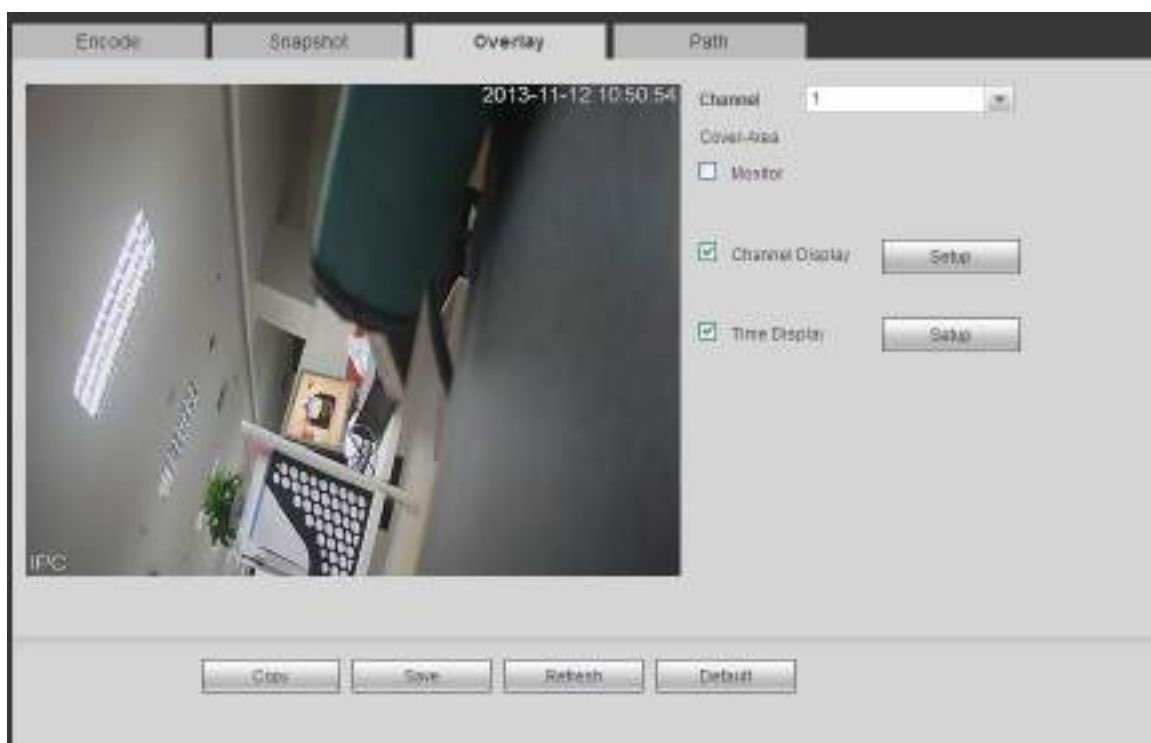 Encode Snapshot Overlay Path
2013-11-12 10:50:54
Channel 1
Cover-Area
Monitor
Channel Display Setup
Time Display Setup
IPC
Copy Save Refresh Default